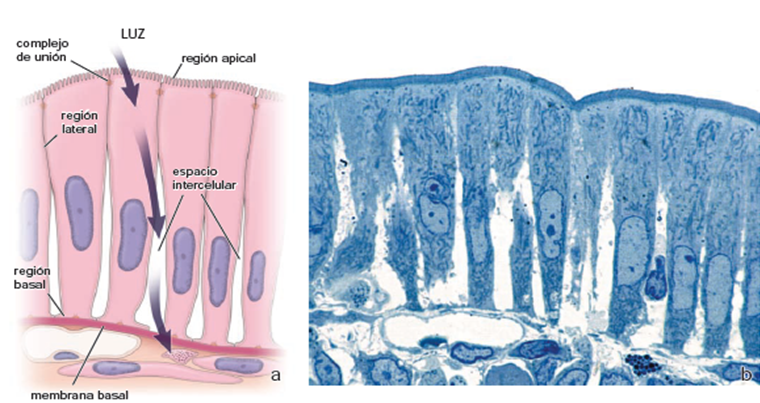 LUZ
complejo
de unión
región apical
región
lateral
espacio
intercelular
región
basal
membrana basal
a
b